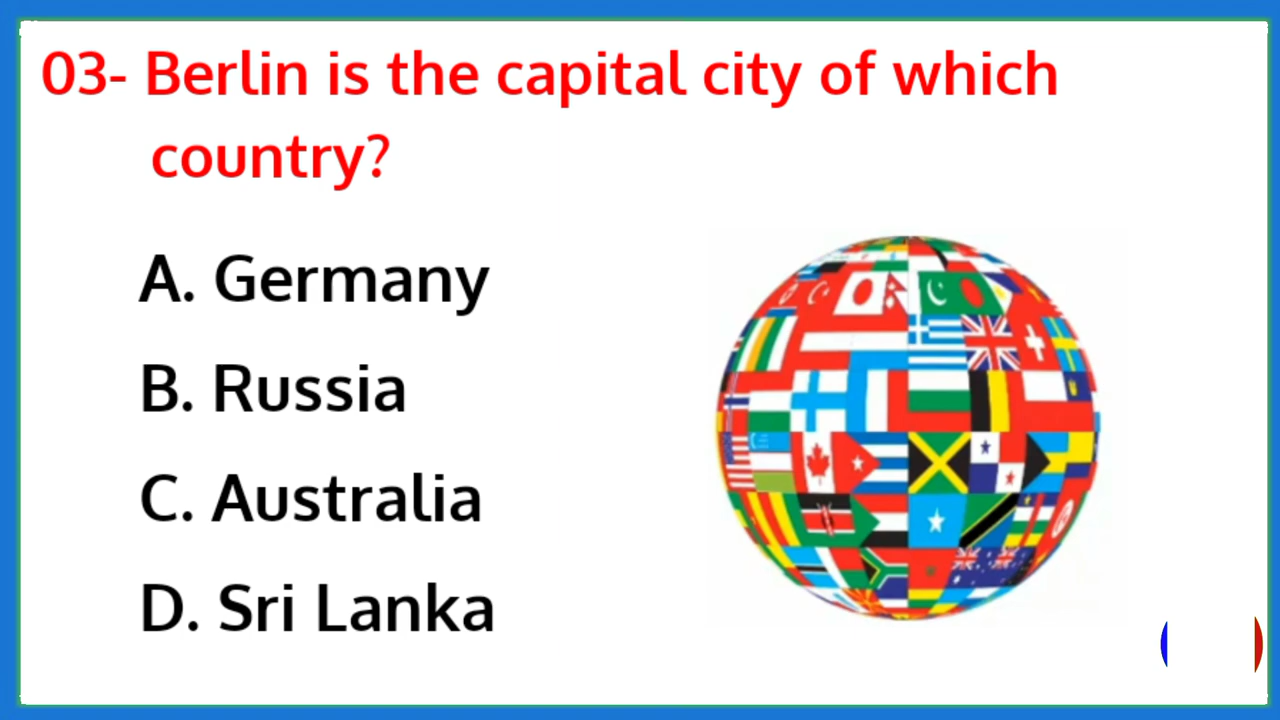 03- Berlin is the capital city of which
country?
A. Germany
B. Russia
C. Australia
D. Sri Lanka